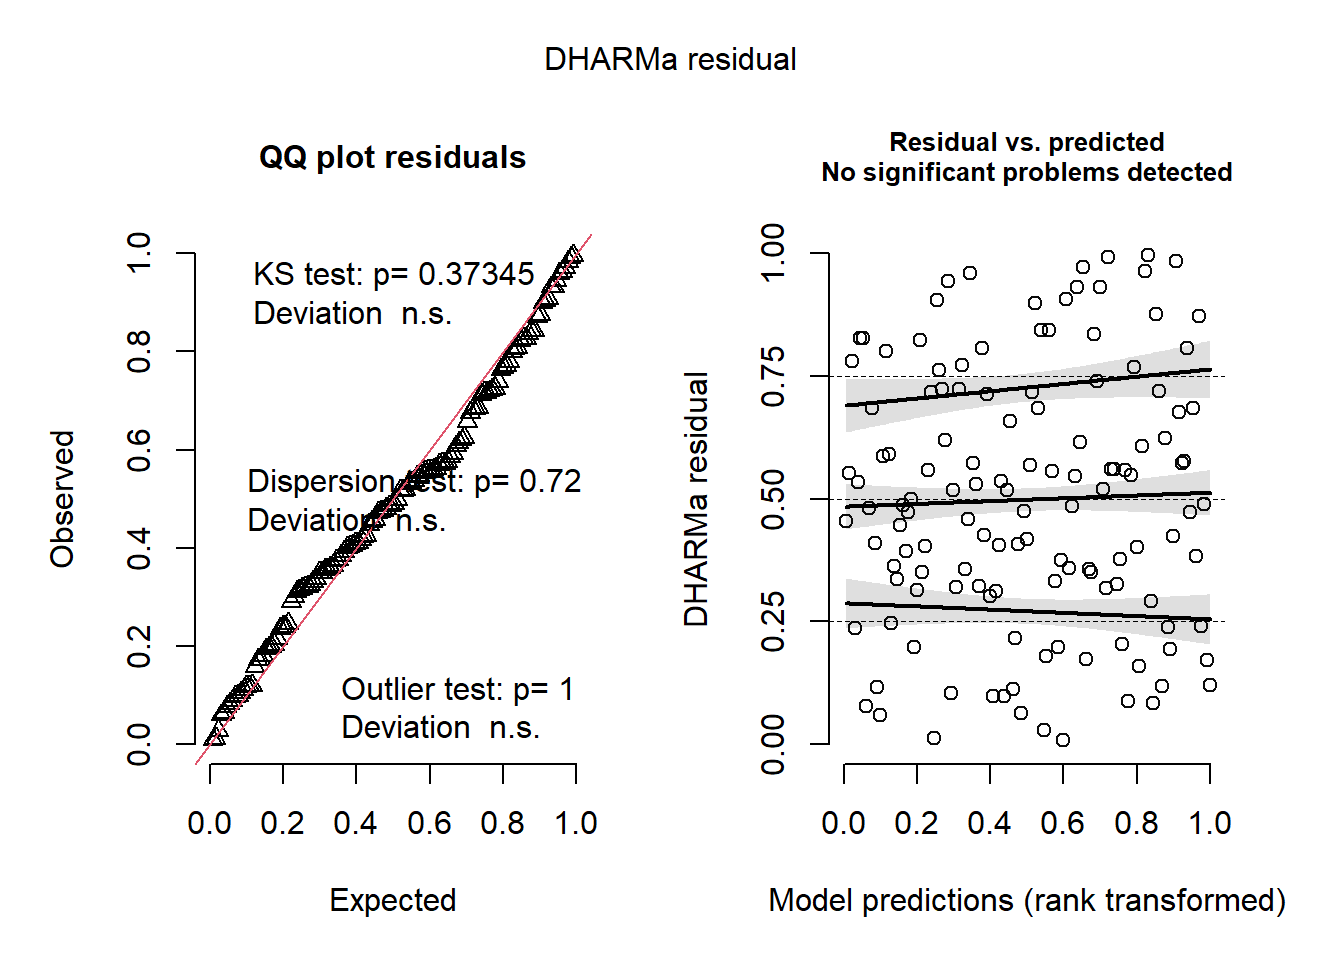 DHARMa residual
QQ plot residuals
KS test: p= 0.37345
Deviation  n.s.
Dispersion test: p= 0.72
Deviation  n.s.
Outlier test: p= 1
Deviation  n.s.
Observed
0.0 0.2 0.4 0.6 0.8 1.0
0.0 0.2 0.4 0.6 0.8 1.0
Expected
Residual vs. predicted
No significant problems detected
DHARMa residual
0.00 0.25 0.50 0.75 1.00
0.0 0.2 0.4 0.6 0.8 1.0
Model predictions (rank transformed)